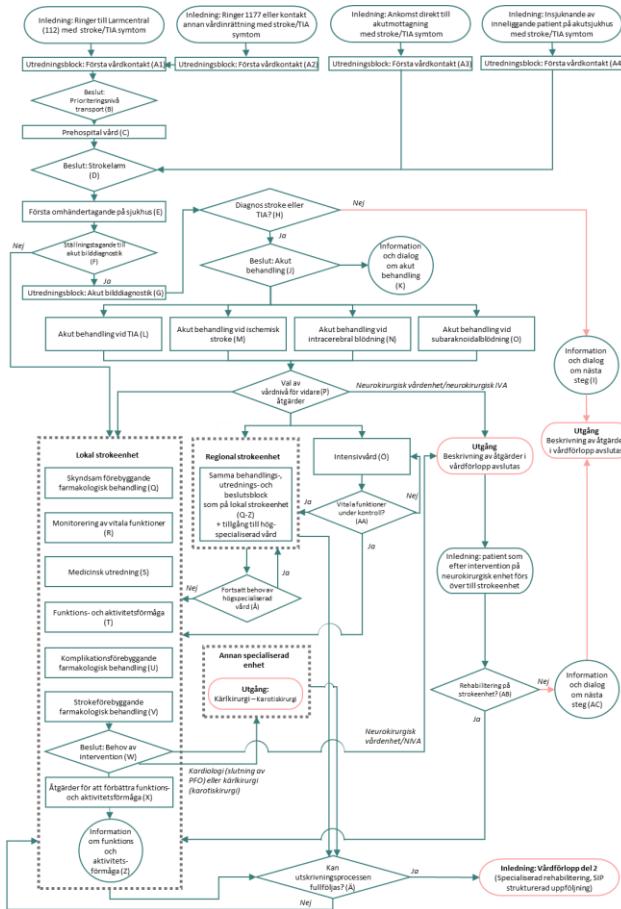 Inledning: Ringer till Larmcentral
(112) med stroke/TIA symtom
Inledning: Ringer 1177 eller kontakt
annan vårdinrättning med stroke/TIA
symtom
Inledning: Ankomst direkt till
akutmottagning
med stroke/TIA symtom
Inledning: Insjuknande av
inneliggande patient på akutsjukhus
med stroke/TIA symtom
Utredningsblock: Första vårdkontakt (A1)
Utredningsblock: Första vårdkontakt (A2)
Utredningsblock: Första vårdkontakt (A3)
Utredningsblock: Första vårdkontakt (A4)
Beslut:
Prioriteringsnivå
transport (B)
Prehospital vård (C)
Beslut: Strokelarm
(D)
Första omhändertagande på sjukhus (E)
Nej
Ställningstagande till
akut bilddiagnostik
(F)
Ja
Utredningsblock: Akut bilddiagnostik (G)
Diagnos stroke eller
TIA? (H)
Nej
Ja
Beslut: Akut
behandling (J)
Information
och dialog
om akut
behandling
(K)
Akut behandling vid TIA (L)
Akut behandling vid ischemisk
stroke (M)
Akut behandling vid
intracerebral blödning (N)
Akut behandling vid
subaraknoidalblödning (O)
Information
och dialog
om nästa
steg (I)
Val av
vårdnivå för vidare (P)
åtgärder
Neurokirurgisk vårdenhet/neurokirurgisk IVA
Utgång
Beskrivning av åtgärder
i vårdförlopp avslutas
Utgång
Beskrivning av åtgärder i
vårdförlopp avslutas
Lokal strokeenhet
Skyndsam förebyggande
farmakologisk behandling (Q)
Monitorering av vitala funktioner
(R)
Medicinsk utredning (S)
Funktions- och aktivitetsförmåga
(T)
Komplikationsförebyggande
farmakologisk behandling (U)
Strokeförebyggande
farmakologisk behandling (V)
Beslut: Behov av
intervention (W)
Åtgärder för att förbättra funktions-
och aktivitetsförmåga (X)
Information
om funktions
och
aktivitets-
förmåga (Z)
Regional strokeenhet
Samma behandlings-,
utrednings- och
beslutsblock
som på lokal strokeenhet
(Q-Z)
+ tillgång till hög-
specialiserad vård
Intensivvård (Ö)
Ja
Vitala funktioner
under kontroll?
(AA)
Nej
Ja
Nej
Fortsatt behov av
högspecialiserad
vård (Å)
Annan specialiserad
enhet
Utgång:
Kärlkirurgi – Karotiskirurgi
Inledning: patient som
efter intervention på
neurokirurgisk enhet förs
över till strokeenhet
Rehabilitering på
strokeenhet? (AB)
Nej
Information
och dialog
om nästa
steg (AC)
Ja
Neurokirurgisk
vårdenhet/NIVA
Kardiologi (slutning av
PFO) eller kärlkirurgi
(karotiskirurgi)
Kan
utskrivningsprocessen
fullföljas? (Ä)
Ja
Nej
Inledning: Vårdförlopp del 2
(Specialiserad rehabilitering, SIP
strukturerad uppföljning)